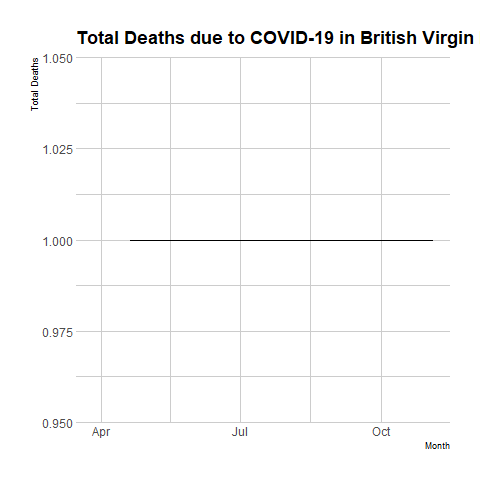 Total Deaths due to COVID-19 in British Virgin
Total Deaths
1.050
1.025
1.000
0.975
0.950
Apr Jul Oct
Month